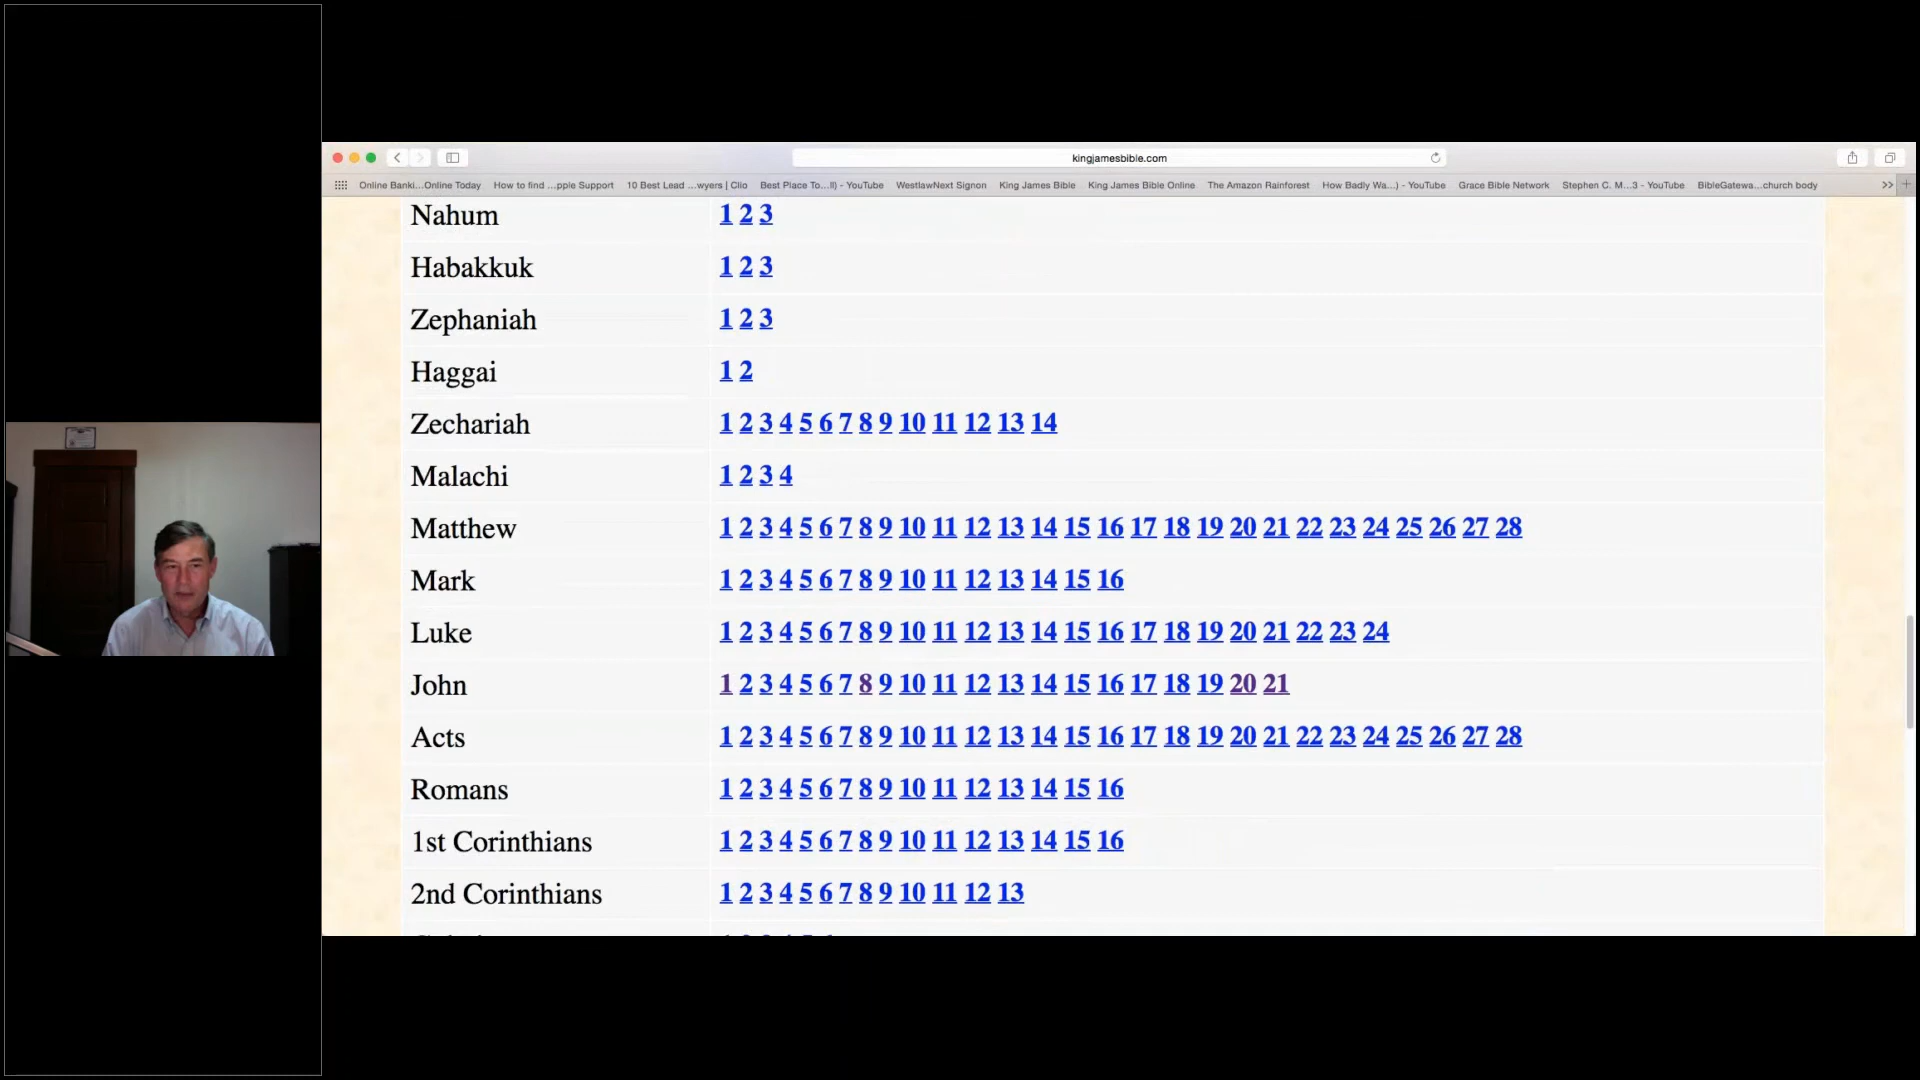 kingjamesbible.com
Online Banki...Online Today How to find ...pple Support 10 Best Lead ...wyers | Clio Best Place To...ll) - YouTube WestlawNext Signon King James Bible King James Bible Online The Amazon Rainforest How Badly Wa...) - YouTube Grace Bible Network Stephen C. M...3 - YouTube BibleGatewa...church body
Nahum 1 2 3
Habakkuk 1 2 3
Zephaniah 1 2 3
Haggai 1 2
Zechariah 1 2 3 4 5 6 7 8 9 10 11 12 13 14
Malachi 1 2 3 4
Matthew 1 2 3 4 5 6 7 8 9 10 11 12 13 14 15 16 17 18 19 20 21 22 23 24 25 26 27 28
Mark 1 2 3 4 5 6 7 8 9 10 11 12 13 14 15 16
Luke 1 2 3 4 5 6 7 8 9 10 11 12 13 14 15 16 17 18 19 20 21 22 23 24
John 1 2 3 4 5 6 7 8 9 10 11 12 13 14 15 16 17 18 19 20 21
Acts 1 2 3 4 5 6 7 8 9 10 11 12 13 14 15 16 17 18 19 20 21 22 23 24 25 26 27 28
Romans 1 2 3 4 5 6 7 8 9 10 11 12 13 14 15 16
1st Corinthians 1 2 3 4 5 6 7 8 9 10 11 12 13 14 15 16
2nd Corinthians 1 2 3 4 5 6 7 8 9 10 11 12 13